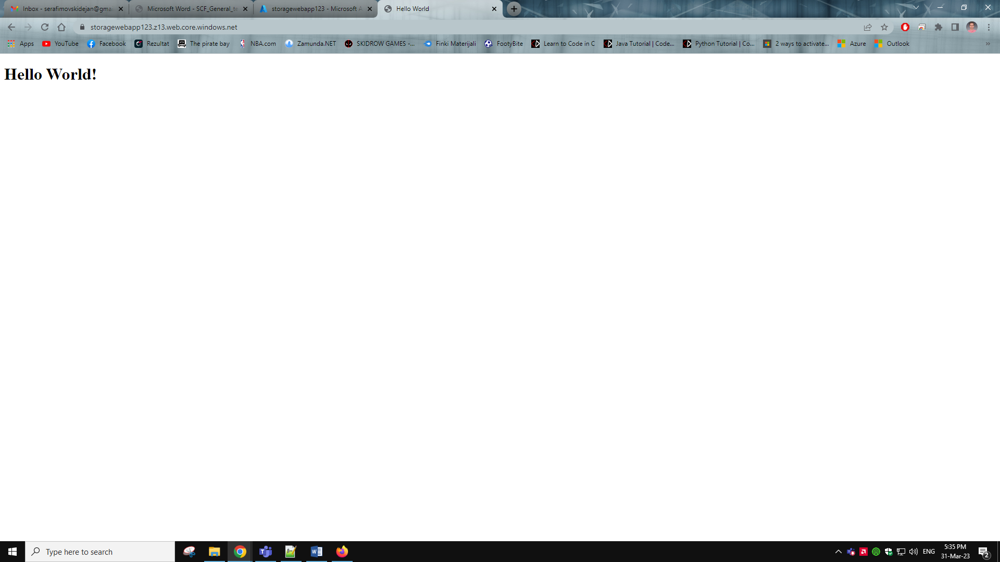 Inbox - serafimovskidejan@gma
Microsoft Word - SCF_General_te
storagewebapp123 - Microsoft A
Hello World
storagewebapp123.z13.web.core.windows.net
Apps YouTube Facebook Rezultat The pirate bay NBA.com Zamunda.NET SKIDROW GAMES -... Finki Materijali FootyBite Learn to Code in C Java Tutorial | Code... Python Tutorial | Co... 2 ways to activate... Azure Outlook »
Hello World!
Type here to search
ENG
5:35 PM
31-Mar-23
2